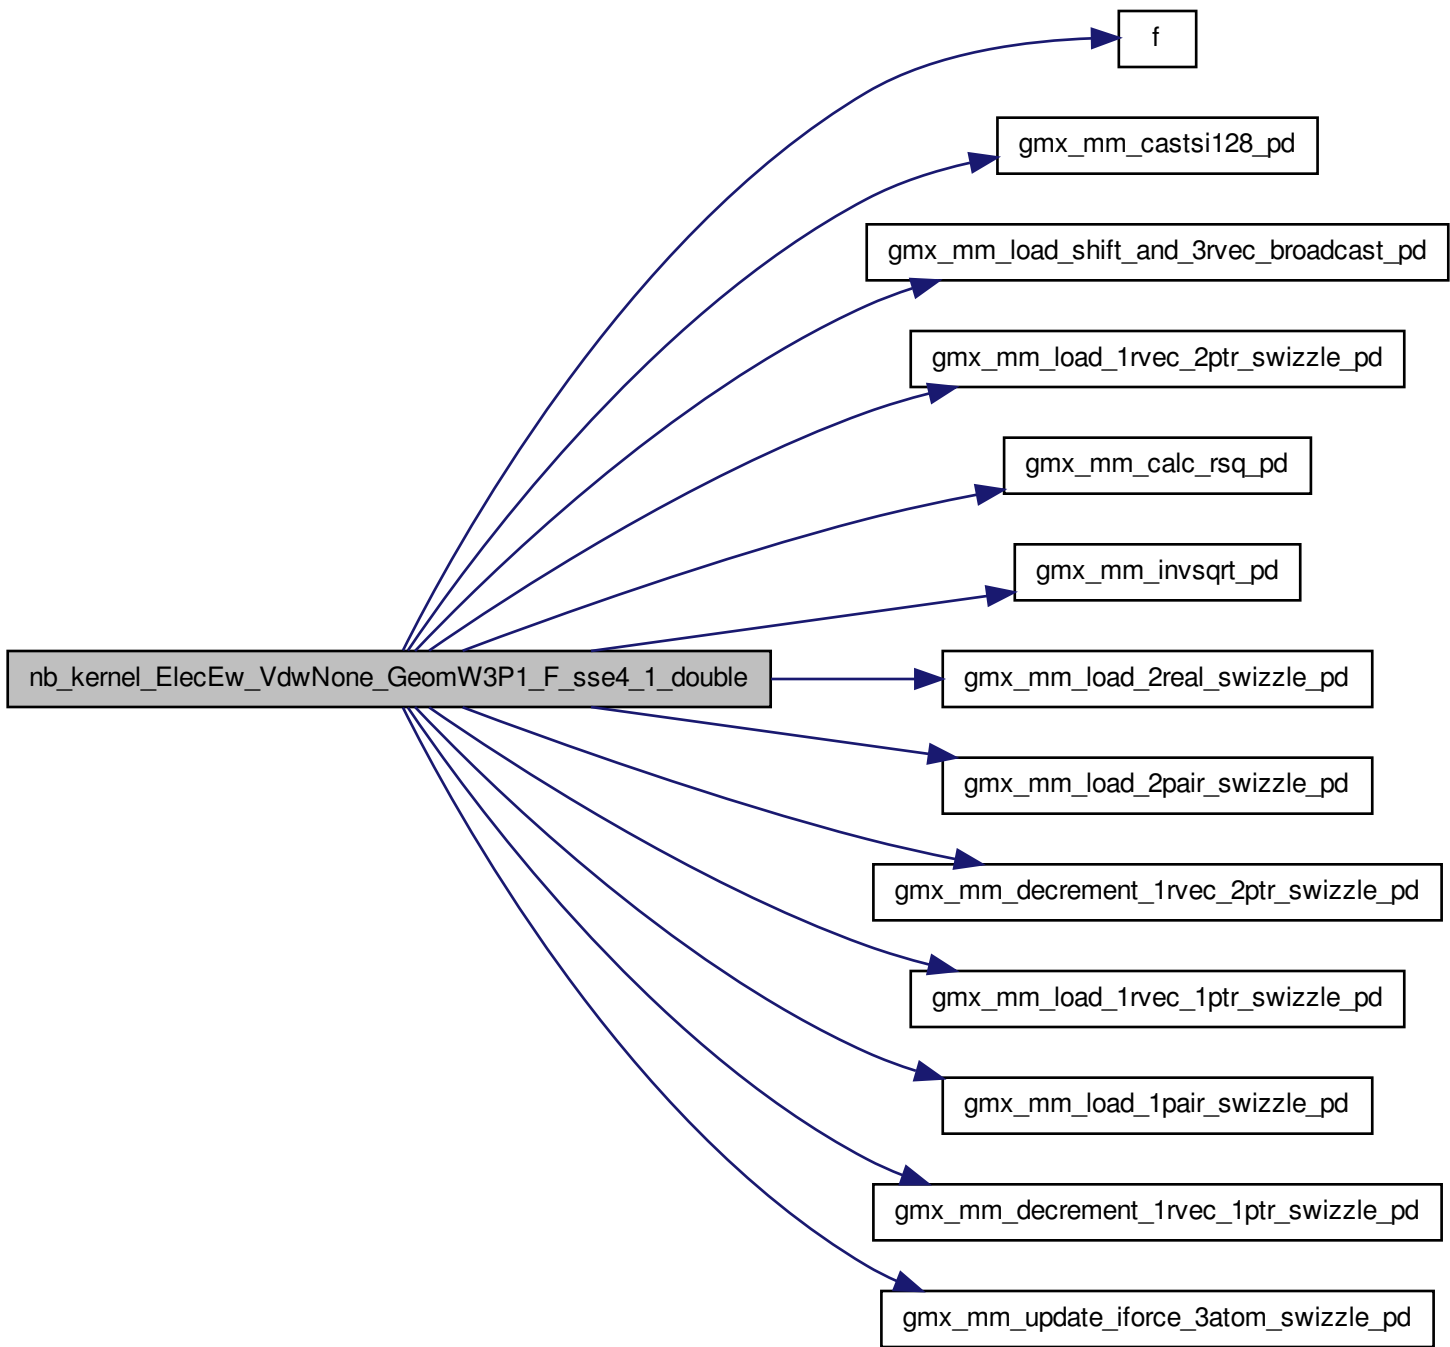 f
gmx_mm_castsi128_pd
gmx_mm_load_shift_and_3rvec_broadcast_pd
gmx_mm_load_1rvec_2ptr_swizzle_pd
gmx_mm_calc_rsq_pd
gmx_mm_invsqrt_pd
nb_kernel_ElecEw_VdwNone_GeomW3P1_F_sse4_1_double
gmx_mm_load_2real_swizzle_pd
gmx_mm_load_2pair_swizzle_pd
gmx_mm_decrement_1rvec_2ptr_swizzle_pd
gmx_mm_load_1rvec_1ptr_swizzle_pd
gmx_mm_load_1pair_swizzle_pd
gmx_mm_decrement_1rvec_1ptr_swizzle_pd
gmx_mm_update_iforce_3atom_swizzle_pd